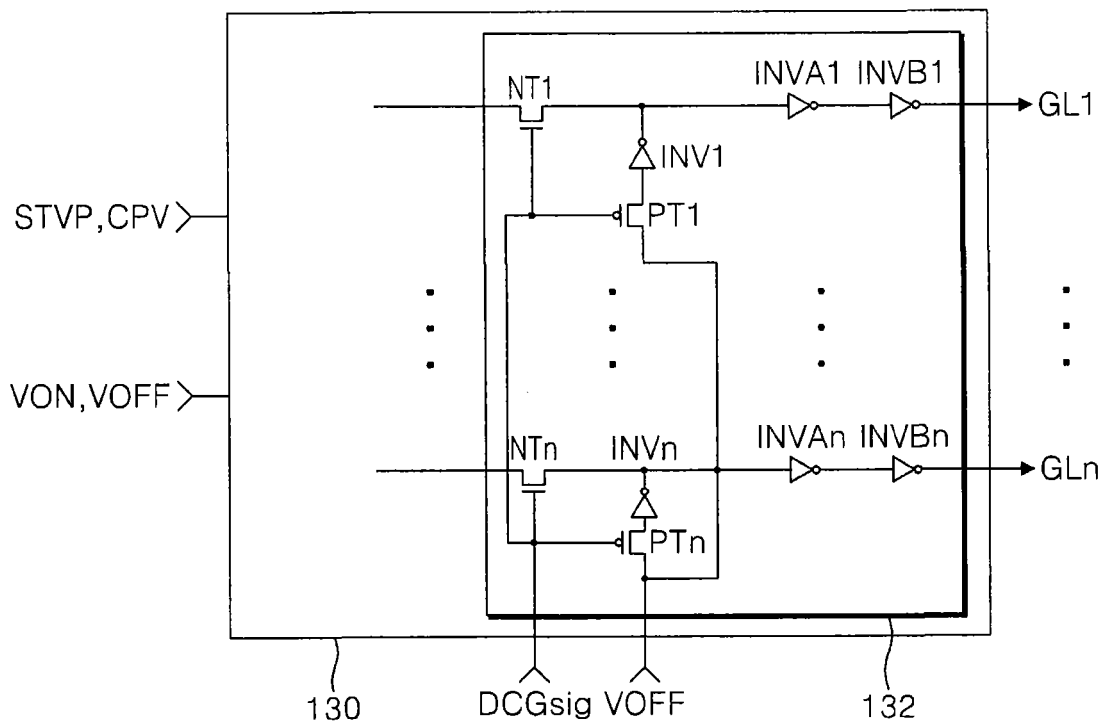 INVA1 INVB1
NT1
GL1
INV1
STVP,CPV
PT1
VON,VOFF
INVAn INVBn
NTn INVn
GLn
PTn
130 DCGsig VOFF 132